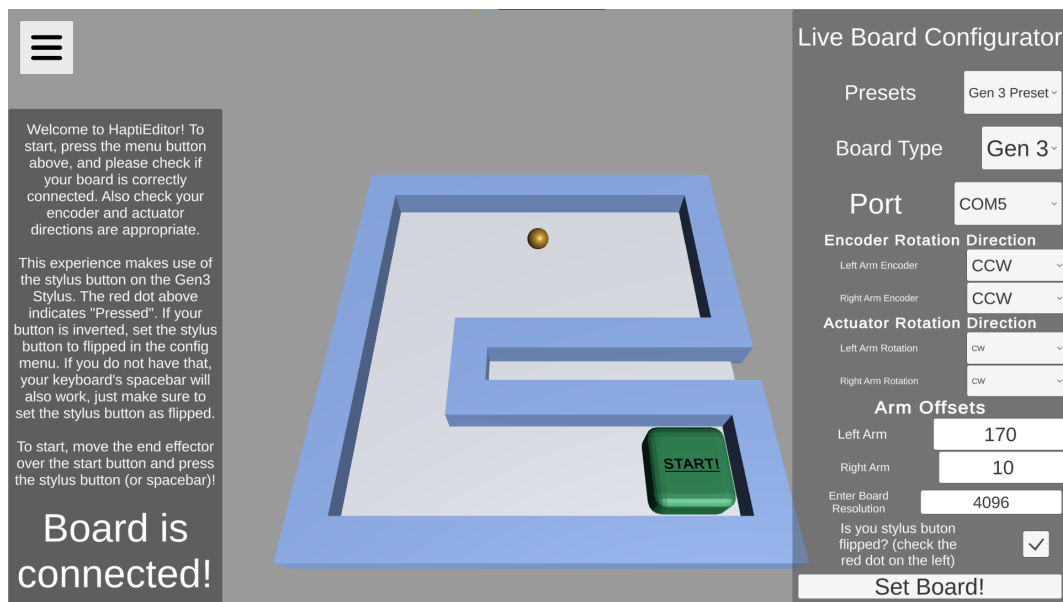 Welcome to HaptiEditor! To
start, press the menu button
above, and please check if
your board is correctly
connected. Also check your
encoder and actuator
directions are appropriate.
This experience makes use of
the stylus button on the Gen3
Stylus. The red dot above
indicates "Pressed". If your
button is inverted, set the stylus
button to flipped in the config
menu. If you do not have that,
your keyboard's spacebar will
also work, just make sure to
set the stylus button as flipped.
To start, move the end effector
over the start button and press
the stylus button (or spacebar)!
Board is
connected!
START!
Live Board Configurator
Presets
Gen 3 Preset
Board Type
Gen 3
Port
COM5
Encoder Rotation Direction
Left Arm Encoder
CCW
Right Arm Encoder
CCW
Actuator Rotation Direction
Left Arm Rotation
CW
Right Arm Rotation
CW
Arm Offsets
Left Arm
170
Right Arm
10
Enter Board
Resolution
4096
Is you stylus buton
flipped? (check the
red dot on the left)
Set Board!